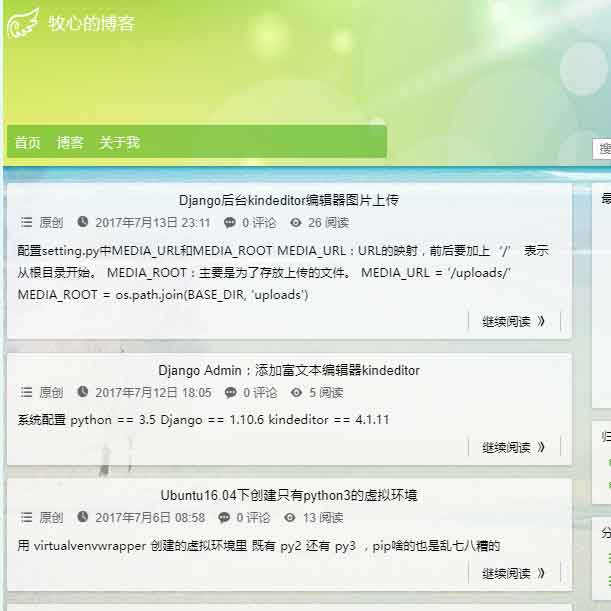 牧心的博客
首页 博客 关于我
搜
Django后台kindeditor编辑器图片上传
原创 2017年7月13日 23:11 0 评论 26 阅读
配置setting.py中MEDIA_URL和MEDIA_ROOT MEDIA_URL：URL的映射，前后要加上‘/’ 表示
从根目录开始。 MEDIA_ROOT：主要是为了存放上传的文件。 MEDIA_URL = '/uploads/'
MEDIA_ROOT = os.path.join(BASE_DIR, 'uploads')
继续阅读 》
Django Admin：添加富文本编辑器kindeditor
原创 2017年7月12日 18:05 0 评论 5 阅读
系统配置 python == 3.5 Django == 1.10.6 kindeditor == 4.1.11
继续阅读 》
Ubuntu16.04下创建只有python3的虚拟环境
原创 2017年7月6日 08:58 0 评论 13 阅读
用 virtualvenvwrapper 创建的虚拟环境里 既有 py2 还有 py3 ，pip啥的也是乱七八糟的
继续阅读 》